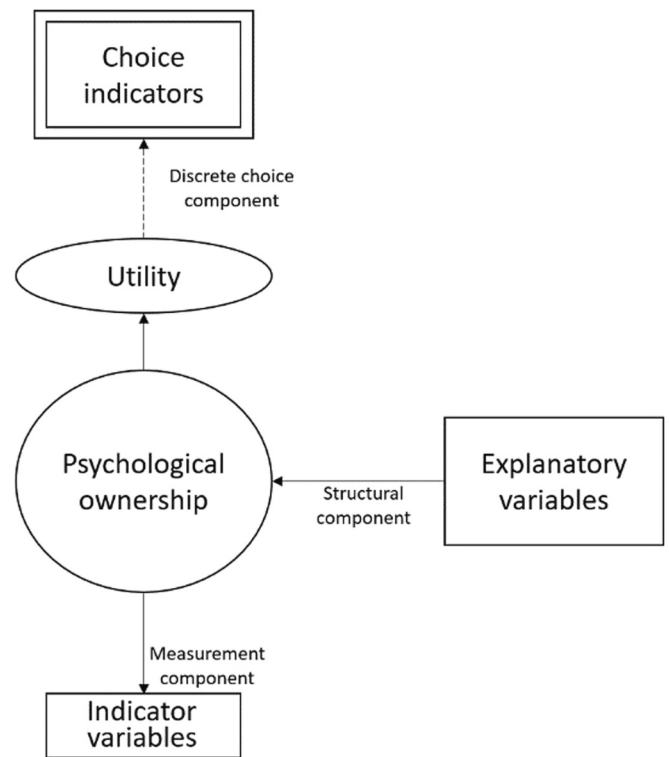 Choice
indicators
Discrete choice
component
Utility
Psychological
ownership
Explanatory
variables
Structural
component
Measurement
component
Indicator
variables